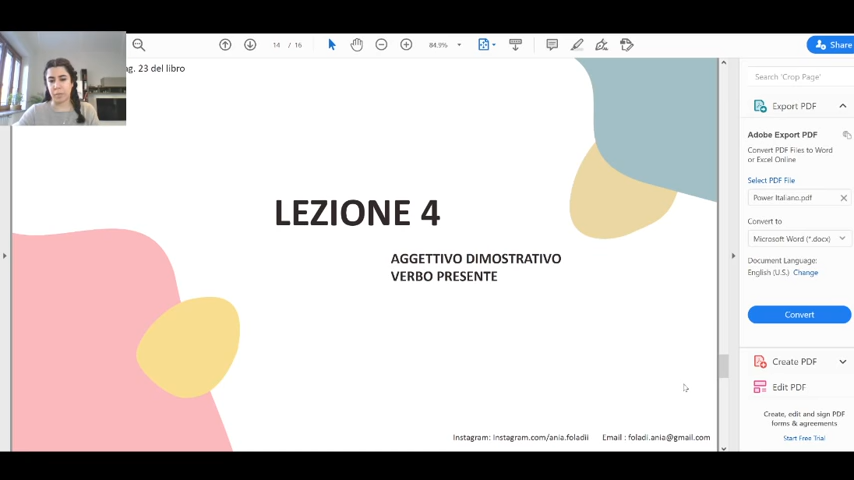 14 / 16
84.9%
Share
ag. 23 del libro
LEZIONE 4
AGGETTIVO DIMOSTRATIVO
VERBO PRESENTE
Instagram: Instagram.com/ania.foladii Email : foladi.ania@gmail.com
Search 'Crop Page'
Export PDF
Adobe Export PDF
Convert PDF Files to Word
or Excel Online
Select PDF File
Power Italiano.pdf
Convert to
Microsoft Word (*.docx)
Document Language:
English (U.S.) Change
Convert
Create PDF
Edit PDF
Create, edit and sign PDF
forms & agreements
Start Free Trial